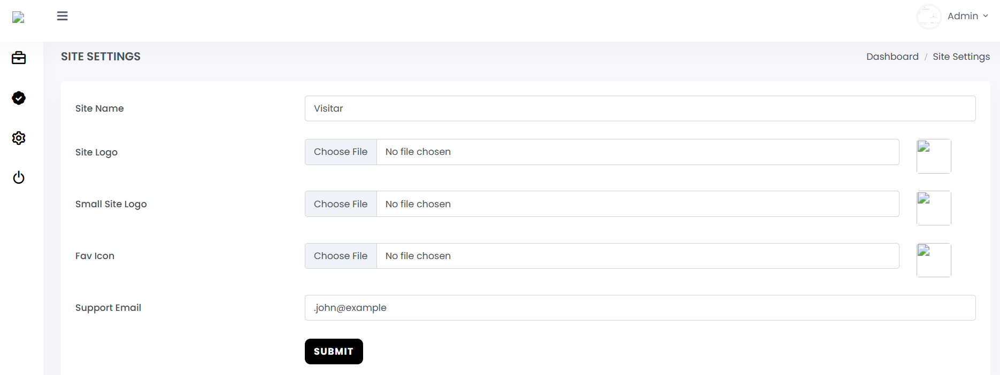 Admin
SITE SETTINGS
Dashboard / Site Settings
Site Name
Visitar
Site Logo
Choose File No file chosen
Small Site Logo
Choose File No file chosen
Fav Icon
Choose File No file chosen
Support Email
.john@example
SUBMIT